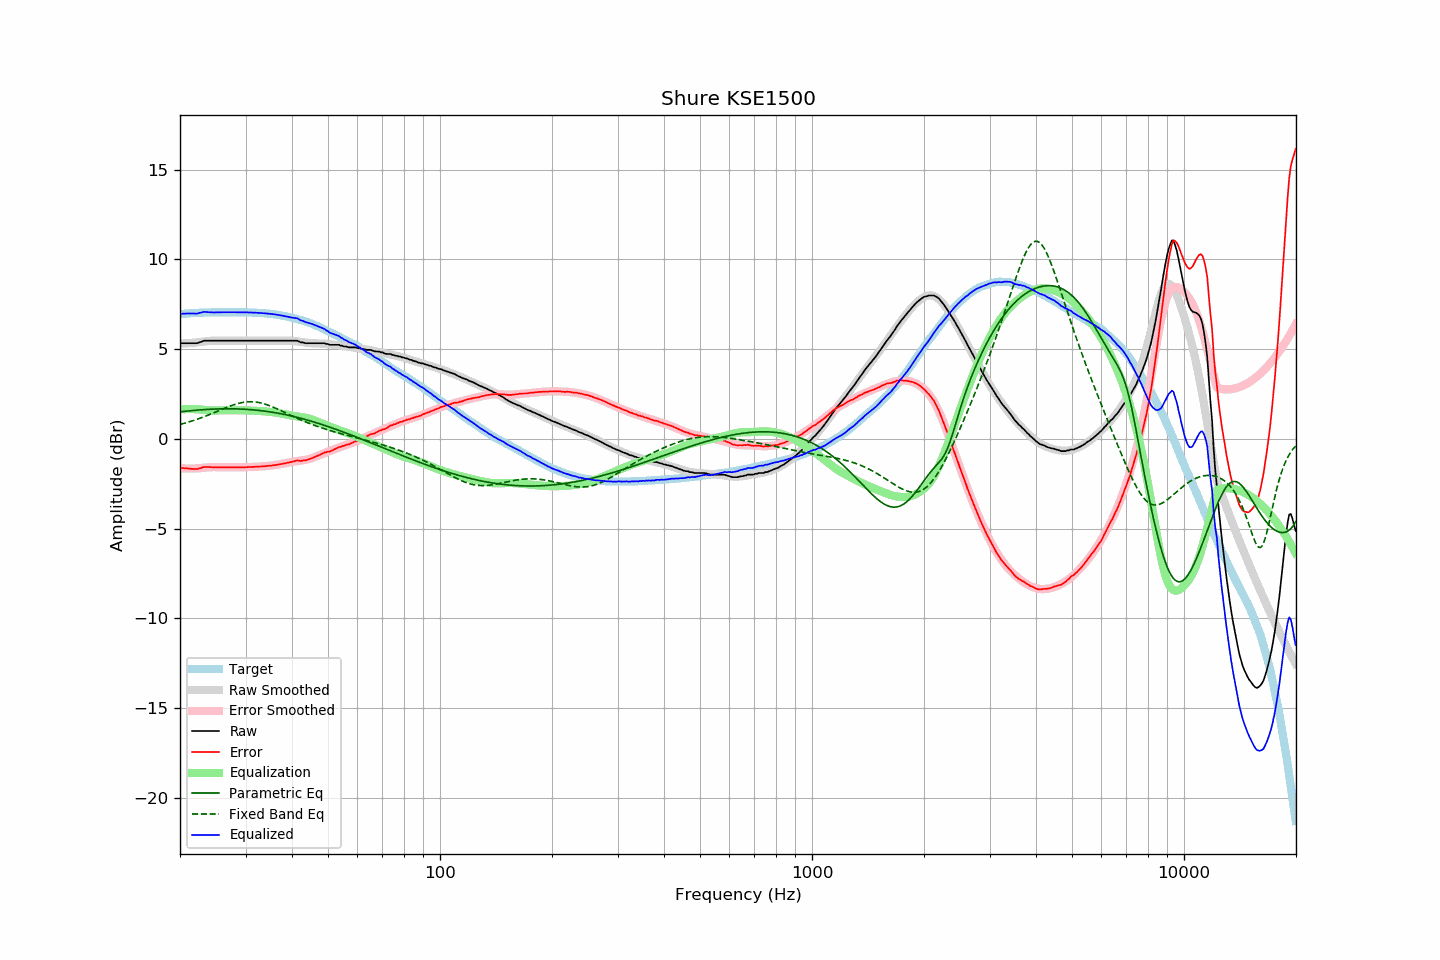 Shure KSE1500
Amplitude (dBr)
15
10
5
0
−5
−10
−15
−20
Target
Raw Smoothed
Error Smoothed
Raw
Error
Equalization
Parametric Eq
Fixed Band Eq
Equalized
100
1000
10000
Frequency (Hz)